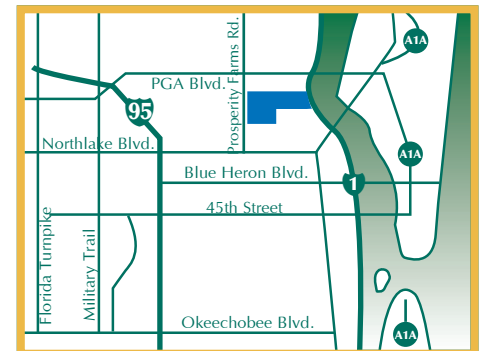 A1A
Prosperity Farms Rd.
PGA Blvd.
95
Northlake Blvd.
A1A
Blue Heron Blvd.
1
45th Street
Florida Turnpike
Military Trail
Okeechobee Blvd.
A1A